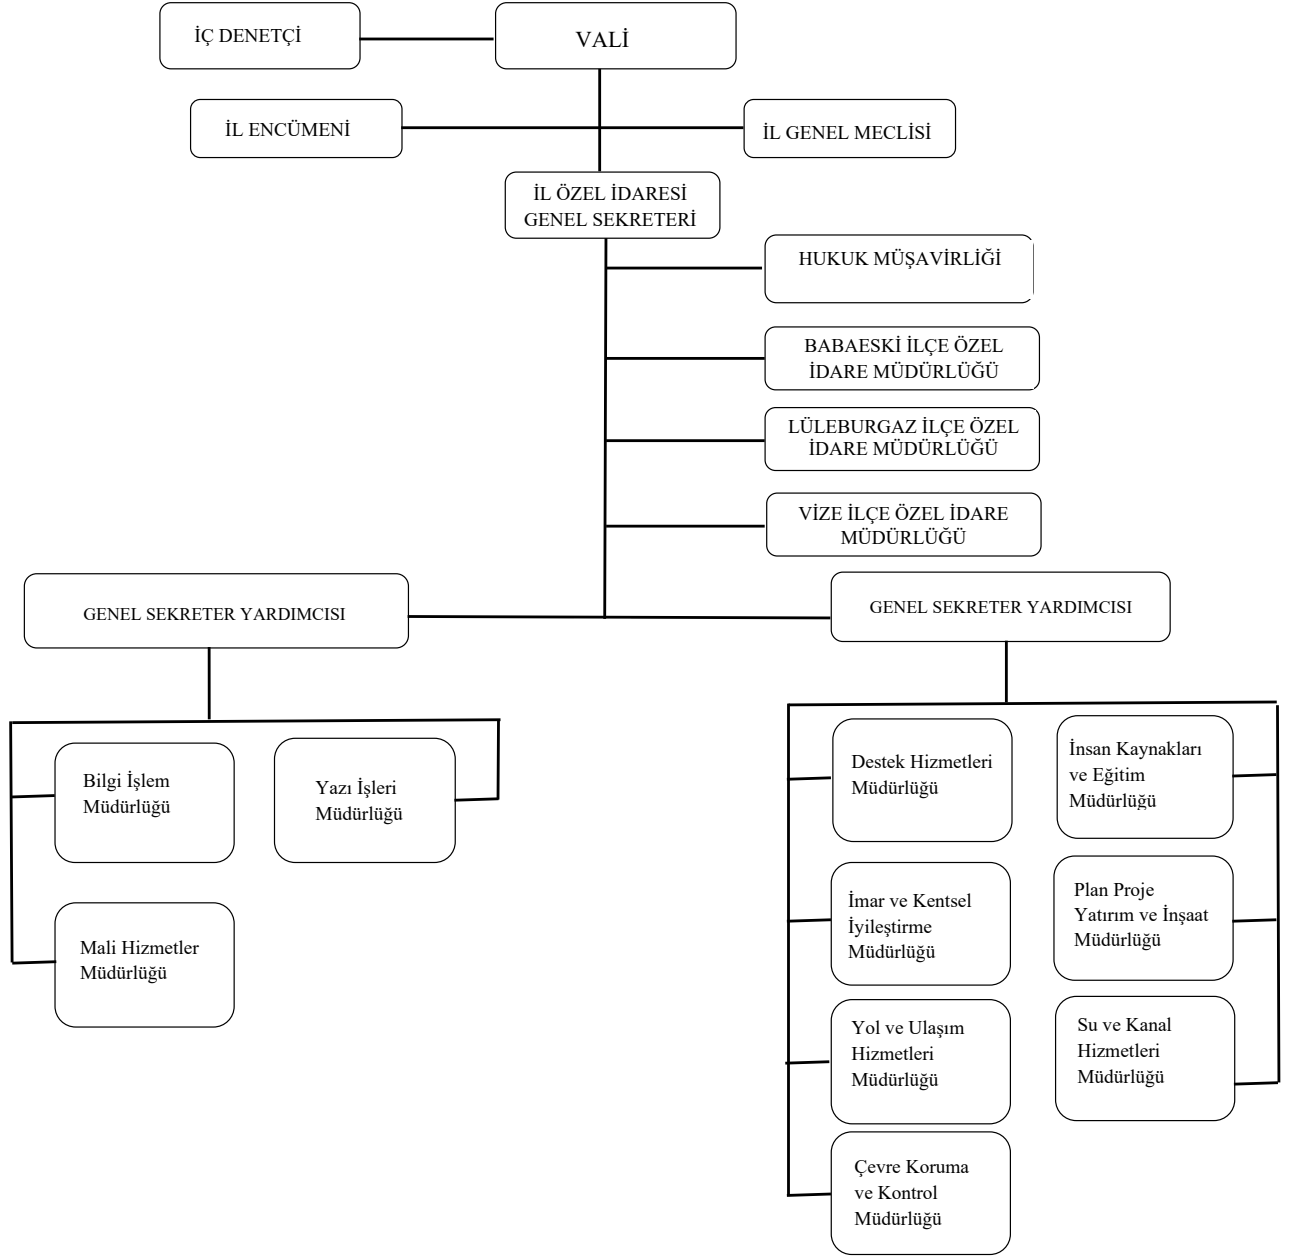 İÇ DENETÇİ
VALİ
İL ENCÜMENİ
İL GENEL MECLİSİ
İL ÖZEL İDARESİ
GENEL SEKRETERİ
HUKUK MÜŞAVİRLİĞİ
BABAESKİ İLÇE ÖZEL
İDARE MÜDÜRLÜĞÜ
LÜLEBURGAZ İLÇE ÖZEL
İDARE MÜDÜRLÜĞÜ
VİZE İLÇE ÖZEL İDARE
MÜDÜRLÜĞÜ
GENEL SEKRETER YARDIMCISI
GENEL SEKRETER YARDIMCISI
Bilgi İşlem
Müdürlüğü
Yazı İşleri
Müdürlüğü
Mali Hizmetler
Müdürlüğü
Destek Hizmetleri
Müdürlüğü
İnsan Kaynakları
ve Eğitim
Müdürlüğü
İmar ve Kentsel
İyileştirme
Müdürlüğü
Plan Proje
Yatırım ve İnşaat
Müdürlüğü
Yol ve Ulaşım
Hizmetleri
Müdürlüğü
Su ve Kanal
Hizmetleri
Müdürlüğü
Çevre Koruma
ve Kontrol
Müdürlüğü